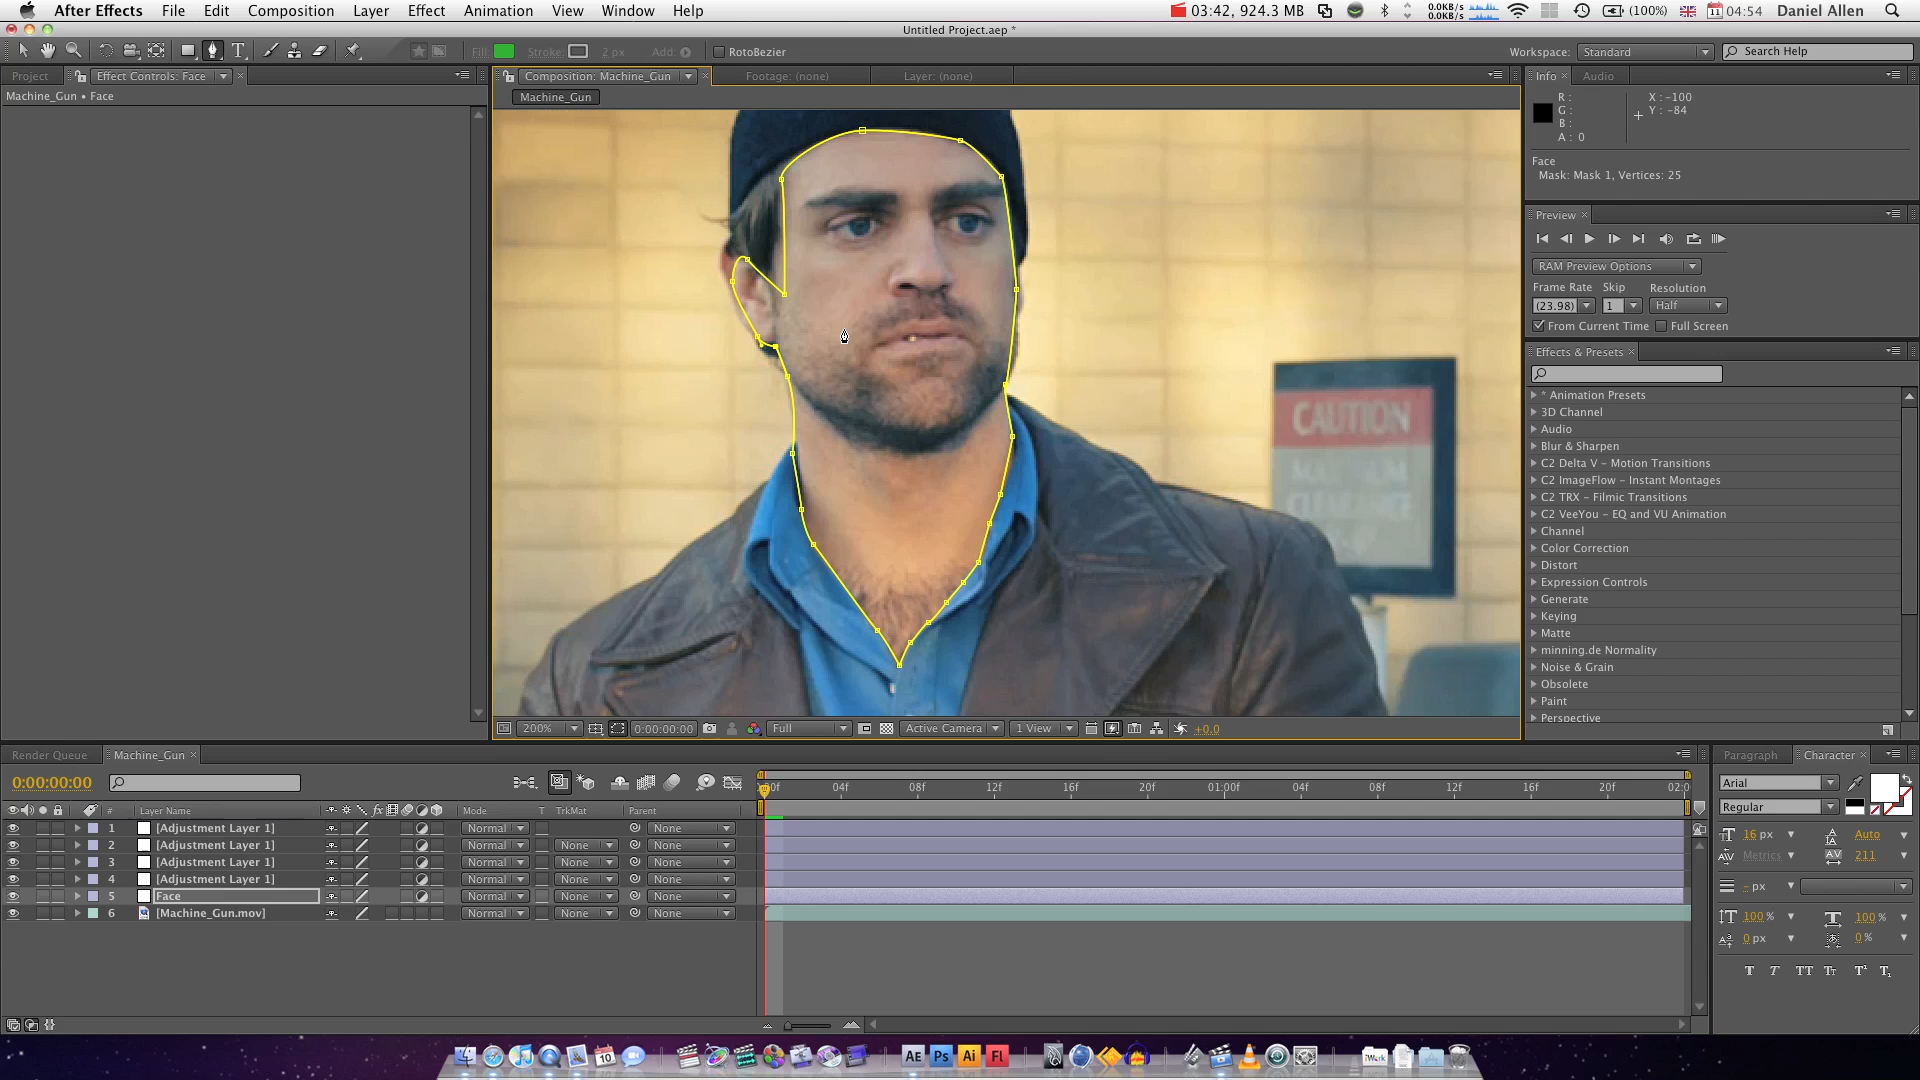 After Effects File Edit Composition Layer Effect Animation View Window Help 03:42, 924.3 MB 0.0KB/s 0.0KB/s (100%) 11 04:54 Daniel Allen
Untitled Project.aep *
T Fill: Stroke: 2 px Add: RotoBezier Workspace: Standard Search Help
Project Effect Controls: Face Composition: Machine_Gun Footage: (none) Layer: (none) Info Audio
Machine_Gun • Face
Machine_Gun
R : X : -100
G : Y : -84
B :
A : 0
Face
Mask: Mask 1, Vertices: 25
Preview
RAM Preview Options
Frame Rate Skip Resolution
(23.98) 1 Half
From Current Time Full Screen
Effects & Presets
* Animation Presets
3D Channel
Audio
Blur & Sharpen
C2 Delta V - Motion Transitions
C2 ImageFlow - Instant Montages
C2 TRX - Filmic Transitions
C2 VeeYou - EQ and VU Animation
Channel
Color Correction
Distort
Expression Controls
Generate
Keying
Matte
minning.de Normality
Noise & Grain
Obsolete
Paint
Perspective
CAUTION
200% 0:00:00:00 Full Active Camera 1 View +0.0
Render Queue Machine_Gun Paragraph Character
0:00:00:00
00f 04f 08f 12f 16f 20f 01:00f 04f 08f 12f 16f 20f 02:0
# Layer Name fx Mode T TrkMat Parent
1 [Adjustment Layer 1] Normal None
2 [Adjustment Layer 1] Normal None None
3 [Adjustment Layer 1] Normal None None
4 [Adjustment Layer 1] Normal None None
5 Face Normal None None
6 [Machine_Gun.mov] Normal None None
Arial
Regular
16 px Auto
Metrics 211
- px
100 % 100 %
0 px 0 %
T T TT Tt T¹ T₁
10 AE Ps Ai Fl iWork